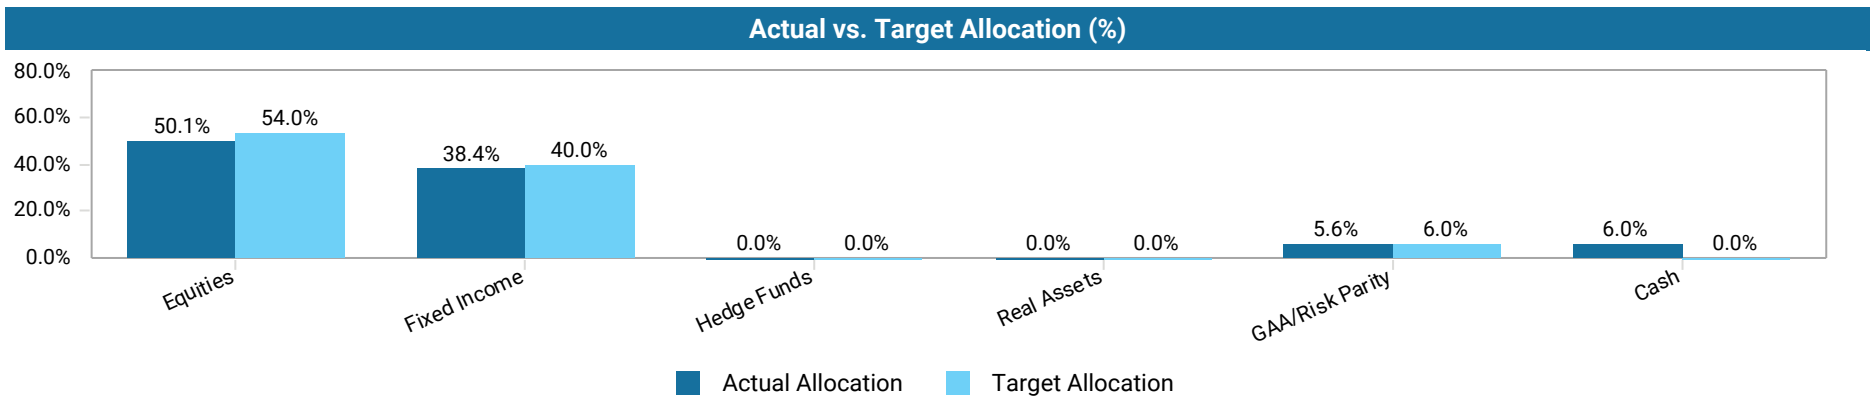 Actual vs. Target Allocation (%)
80.0%
60.0%
40.0%
20.0%
0.0%
50.1% 54.0%
38.4% 40.0%
0.0% 0.0%
0.0% 0.0%
5.6% 6.0%
6.0% 0.0%
Equities
Fixed Income
Hedge Funds
Real Assets
GAA/Risk Parity
Cash
Actual Allocation Target Allocation